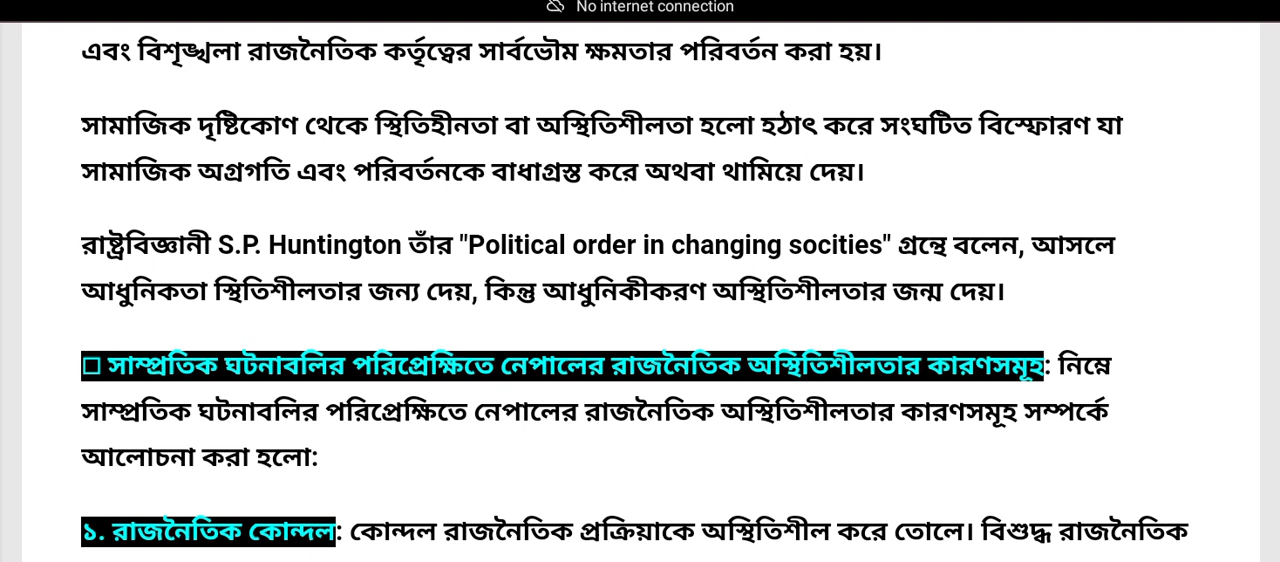 No internet connection
এবং বিশৃঙ্খলা রাজনৈতিক কর্তৃত্বের সার্বভৌম ক্ষমতার পরিবর্তন করা হয়।
সামাজিক দৃষ্টিকোণ থেকে স্থিতিহীনতা বা অস্থিতিশীলতা হলো হঠাৎ করে সংঘটিত বিস্ফোরণ যা
সামাজিক অগ্রগতি এবং পরিবর্তনকে বাধাগ্রস্ত করে অথবা থামিয়ে দেয়।
রাষ্ট্রবিজ্ঞানী S.P. Huntington তাঁর "Political order in changing socities" গ্রন্থে বলেন, আসলে
আধুনিকতা স্থিতিশীলতার জন্য দেয়, কিন্তু আধুনিকীকরণ অস্থিতিশীলতার জন্ম দেয়।
□ সাম্প্রতিক ঘটনাবলির পরিপ্রেক্ষিতে নেপালের রাজনৈতিক অস্থিতিশীলতার কারণসমূহ: নিম্নে
সাম্প্রতিক ঘটনাবলির পরিপ্রেক্ষিতে নেপালের রাজনৈতিক অস্থিতিশীলতার কারণসমূহ সম্পর্কে
আলোচনা করা হলো:
১. রাজনৈতিক কোন্দল: কোন্দল রাজনৈতিক প্রক্রিয়াকে অস্থিতিশীল করে তোলে। বিশুদ্ধ রাজনৈতিক